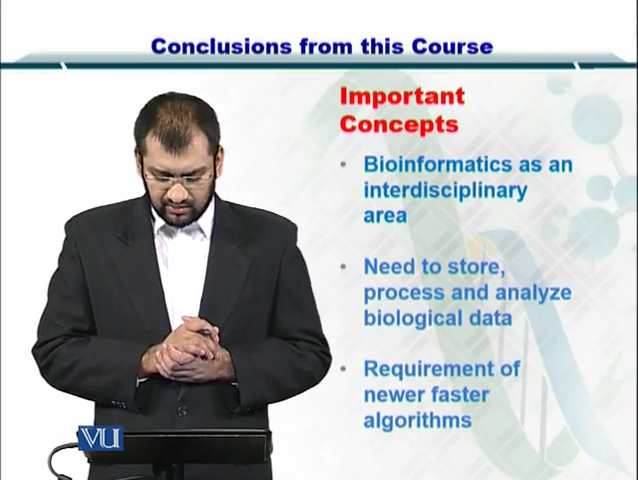 Conclusions from this Course
Important
Concepts
• Bioinformatics as an
interdisciplinary
area
• Need to store,
process and analyze
biological data
• Requirement of
newer faster
algorithms
VU